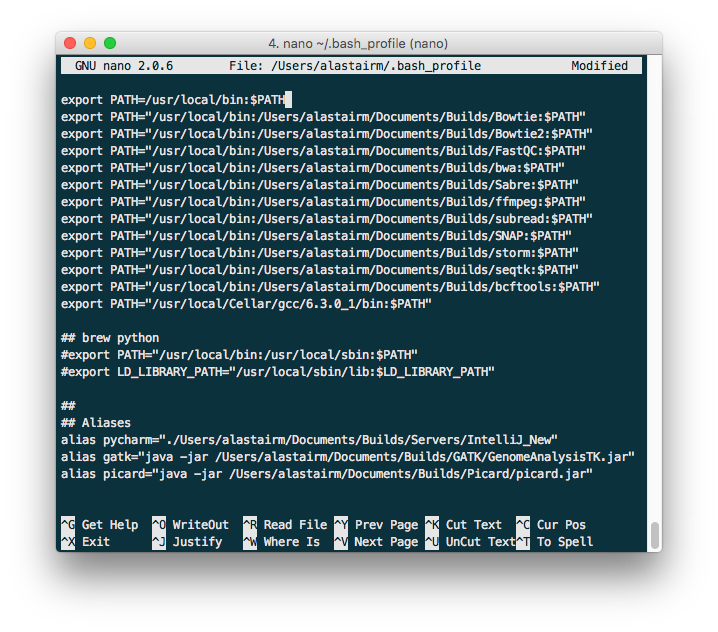 4. nano ~/.bash_profile (nano)
GNU nano 2.0.6 File: /Users/alastairm/.bash_profile Modified
export PATH=/usr/local/bin:$PATH
export PATH="/usr/local/bin:/Users/alastairm/Documents/Builds/Bowtie:$PATH"
export PATH="/usr/local/bin:/Users/alastairm/Documents/Builds/Bowtie2:$PATH"
export PATH="/usr/local/bin:/Users/alastairm/Documents/Builds/FastQC:$PATH"
export PATH="/usr/local/bin:/Users/alastairm/Documents/Builds/bwa:$PATH"
export PATH="/usr/local/bin:/Users/alastairm/Documents/Builds/Sabre:$PATH"
export PATH="/usr/local/bin:/Users/alastairm/Documents/Builds/ffmpeg:$PATH"
export PATH="/usr/local/bin:/Users/alastairm/Documents/Builds/subread:$PATH"
export PATH="/usr/local/bin:/Users/alastairm/Documents/Builds/SNAP:$PATH"
export PATH="/usr/local/bin:/Users/alastairm/Documents/Builds/storm:$PATH"
export PATH="/usr/local/bin:/Users/alastairm/Documents/Builds/seqtk:$PATH"
export PATH="/usr/local/bin:/Users/alastairm/Documents/Builds/bcftools:$PATH"
export PATH="/usr/local/Cellar/gcc/6.3.0_1/bin:$PATH"
## brew python
#export PATH="/usr/local/bin:/usr/local/sbin:$PATH"
#export LD_LIBRARY_PATH="/usr/local/sbin/lib:$LD_LIBRARY_PATH"
##
## Aliases
alias pycharm="./Users/alastairm/Documents/Builds/Servers/IntelliJ_New"
alias gatk="java -jar /Users/alastairm/Documents/Builds/GATK/GenomeAnalysisTK.jar"
alias picard="java -jar /Users/alastairm/Documents/Builds/Picard/picard.jar"
^G Get Help ^O WriteOut ^R Read File ^Y Prev Page ^K Cut Text ^C Cur Pos
^X Exit ^J Justify ^W Where Is ^V Next Page ^U UnCut Text ^T To Spell